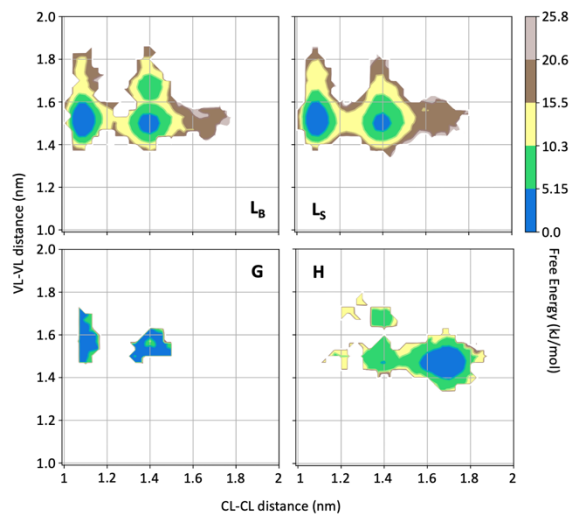 2.0
1.8
1.6
1.4
1.2
1.0
L_B
L_S
25.8
20.6
15.5
10.3
5.15
0.0
VL-VL distance (nm)
Free Energy (kJ/mol)
2.0
1.8
1.6
1.4
1.2
1.0
G
H
1 1.2 1.4 1.6 1.8 2 1 1.2 1.4 1.6 1.8 2
CL-CL distance (nm)